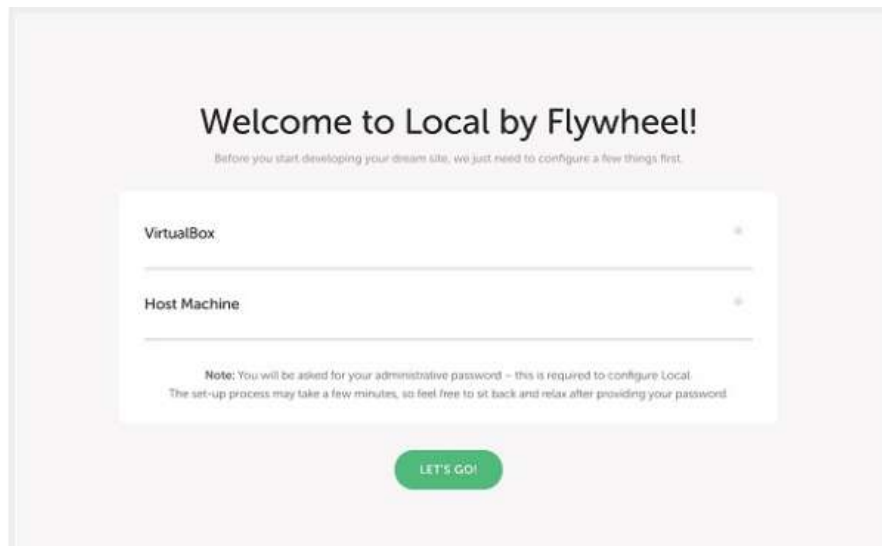 Welcome to Local by Flywheel!
Before you start developing your dream site, we just need to configure a few things first.
VirtualBox
Host Machine
Note: You will be asked for your administrative password – this is required to configure Local.
The set-up process may take a few minutes, so feel free to sit back and relax after providing your password.
LET'S GO!